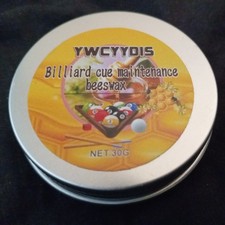 YWCYYDIS
Billiard cue maintenance
beeswax
NET.30G